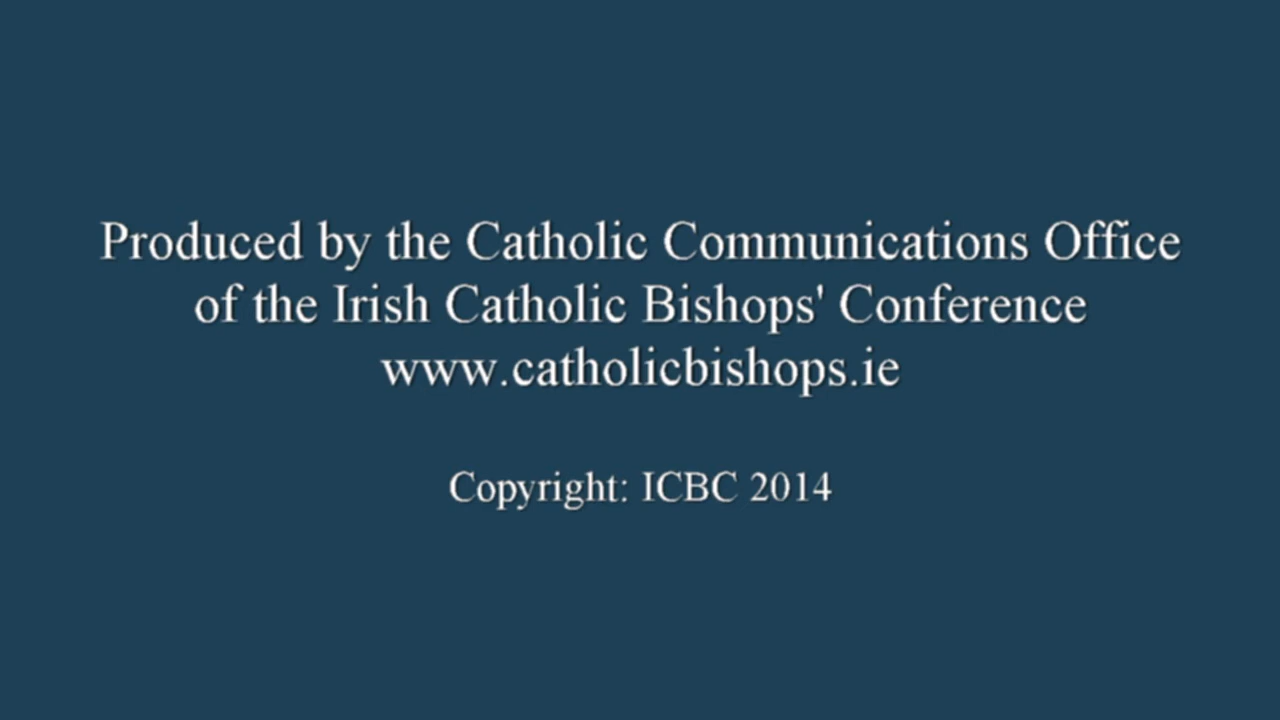 Produced by the Catholic Communications Office
of the Irish Catholic Bishops' Conference
www.catholicbishops.ie
Copyright: ICBC 2014